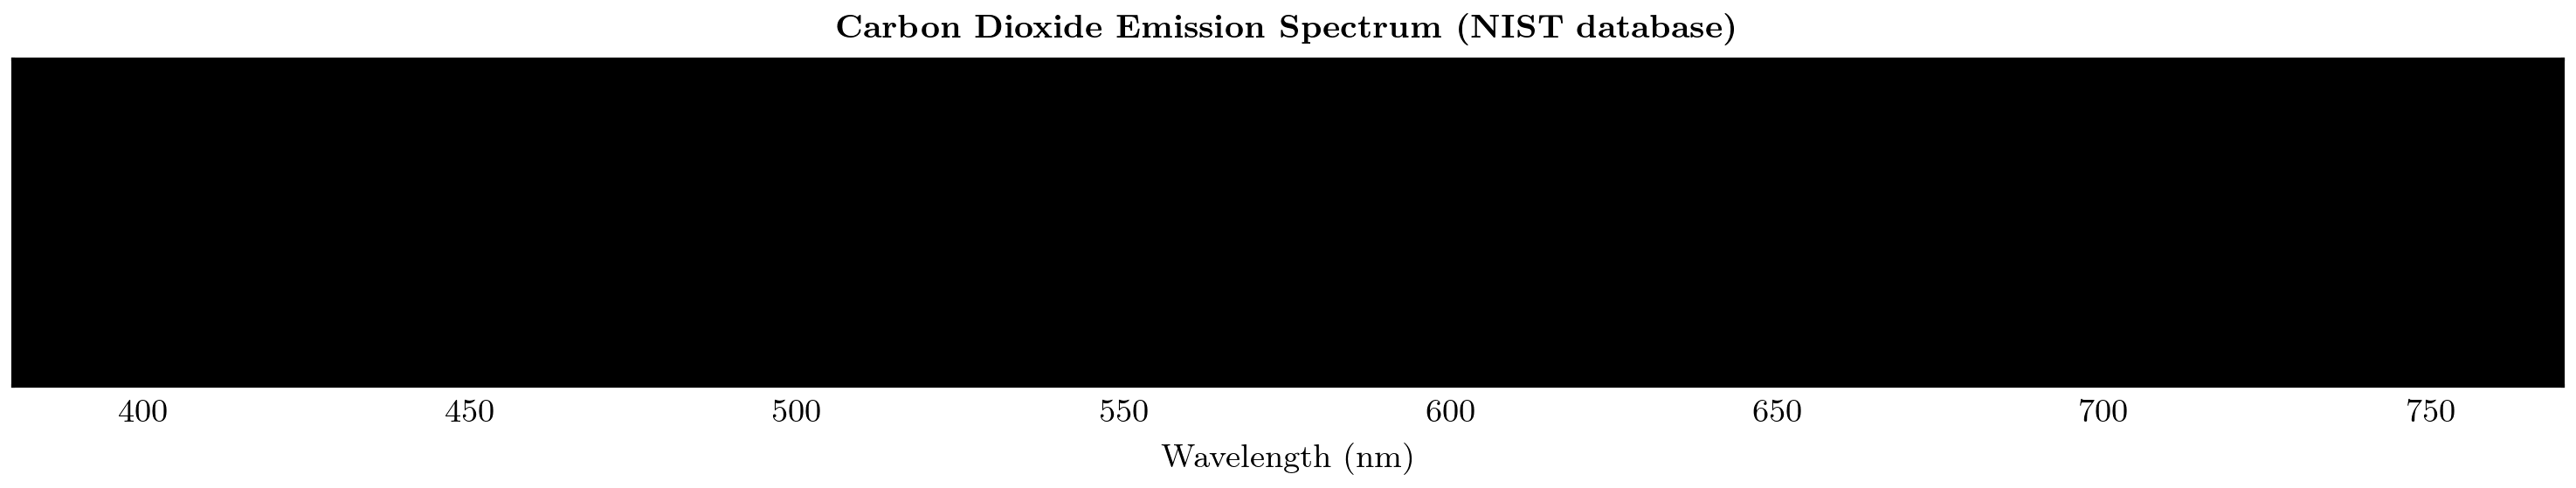 Carbon Dioxide Emission Spectrum (NIST database)
400 450 500 550 600 650 700 750
Wavelength (nm)